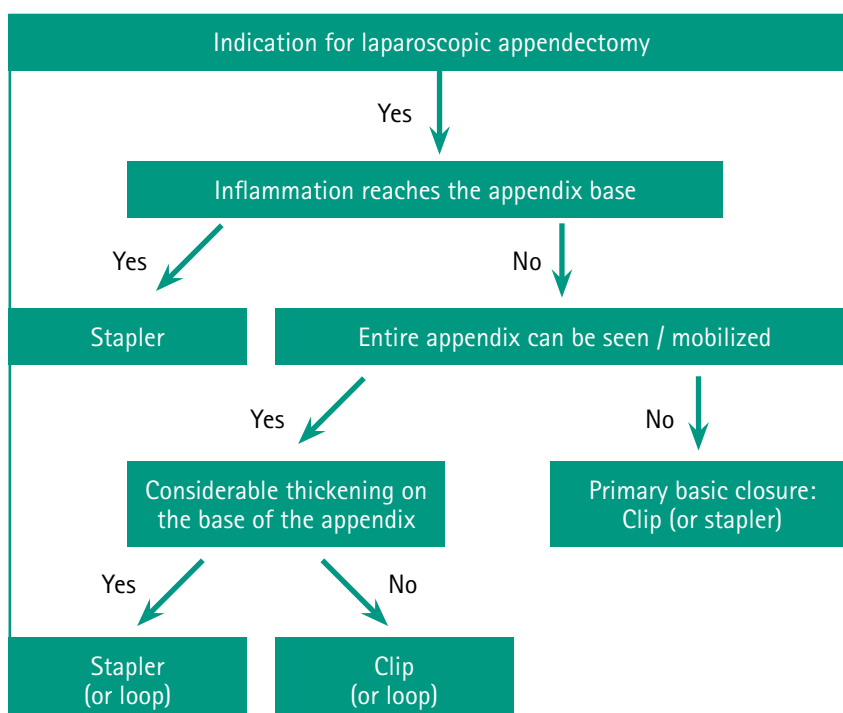 Indication for laparoscopic appendectomy
Yes
Inflammation reaches the appendix base
Yes
No
Stapler
Entire appendix can be seen / mobilized
Yes
No
Considerable thickening on
the base of the appendix
Primary basic closure:
Clip (or stapler)
Yes
No
Stapler
(or loop)
Clip
(or loop)